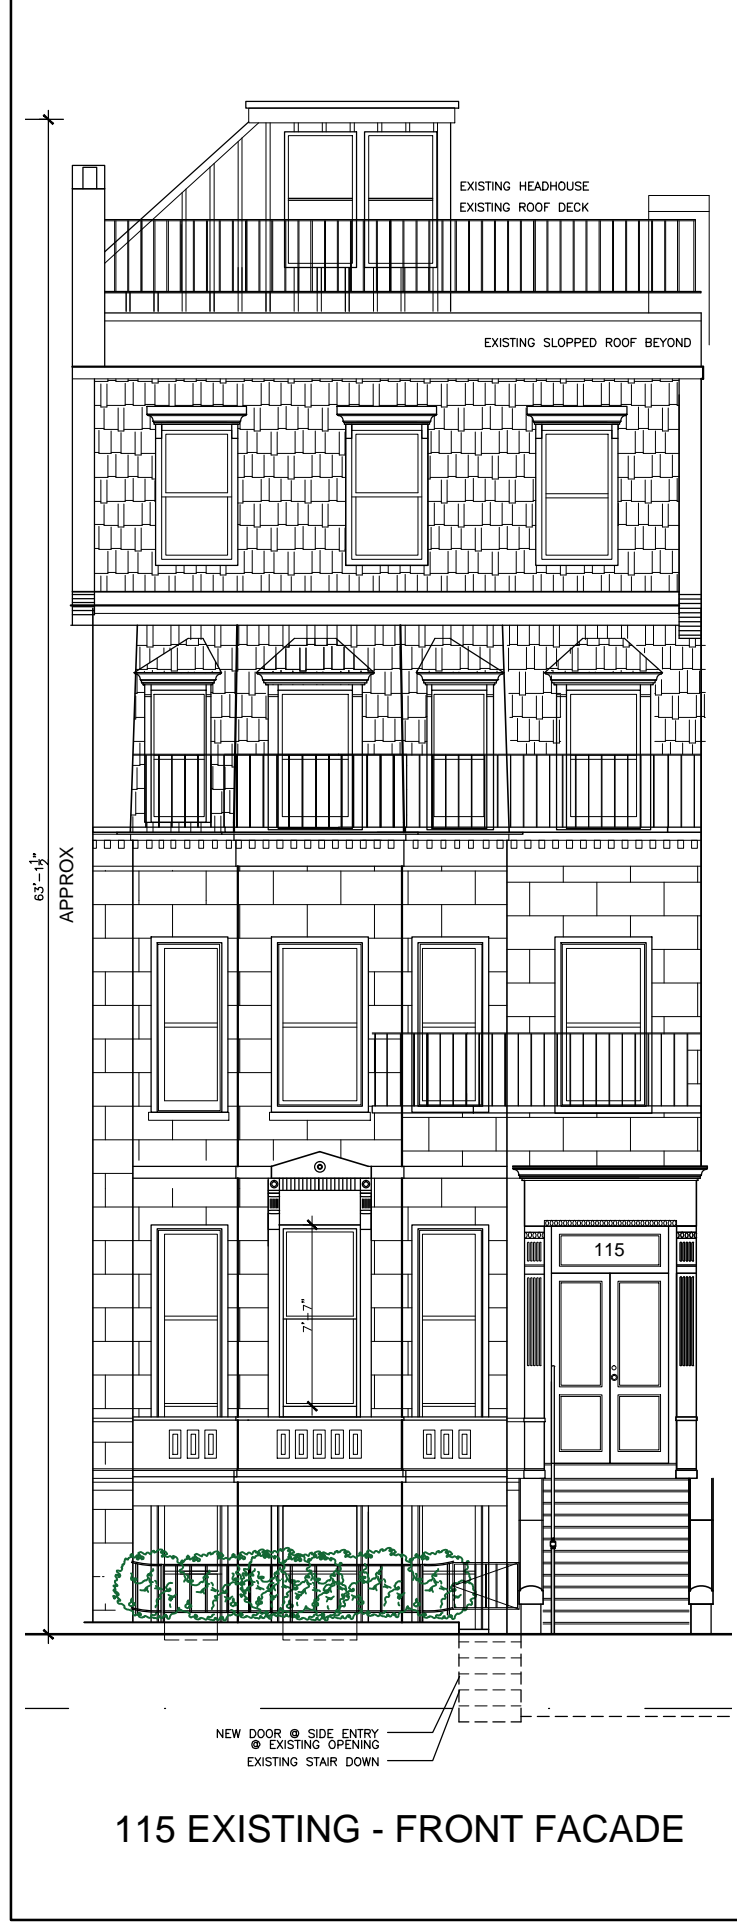 EXISTING HEADHOUSE
EXISTING ROOF DECK
EXISTING SLOPPED ROOF BEYOND
63'-1½"
APPROX
115
7'-7"
NEW DOOR @ SIDE ENTRY
@ EXISTING OPENING
EXISTING STAIR DOWN
115 EXISTING - FRONT FACADE